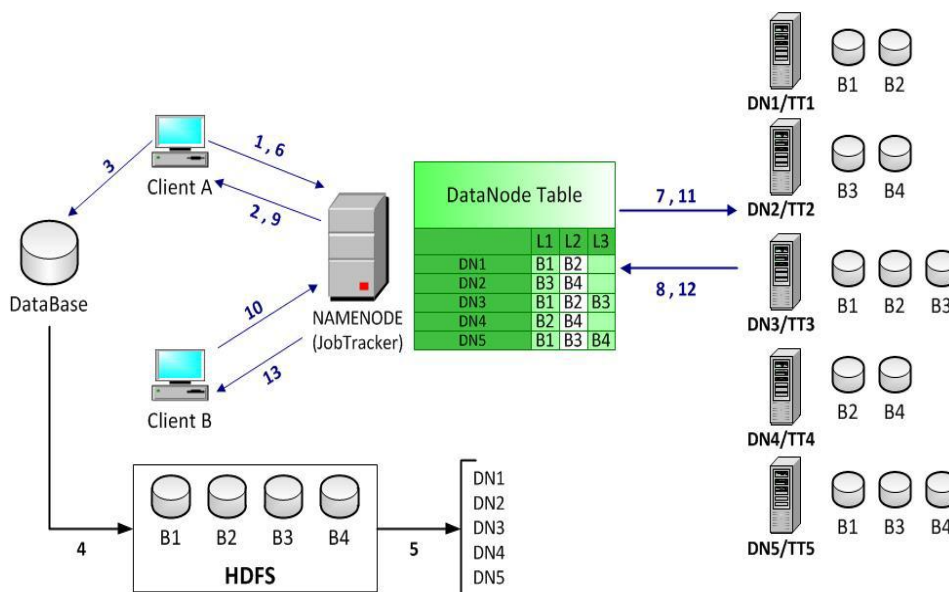 1, 6
3
Client A
2, 9
DataBase
10
NAMENODE
(JobTracker)
13
Client B
DataNode Table
L1 L2 L3
DN1 B1 B2
DN2 B3 B4
DN3 B1 B2 B3
DN4 B2 B4
DN5 B1 B3 B4
7, 11
8, 12
DN1/TT1
B1 B2
DN2/TT2
B3 B4
DN3/TT3
B1 B2 B3
DN4/TT4
B2 B4
DN5/TT5
B1 B3 B4
4
B1 B2 B3 B4
HDFS
5
DN1
DN2
DN3
DN4
DN5